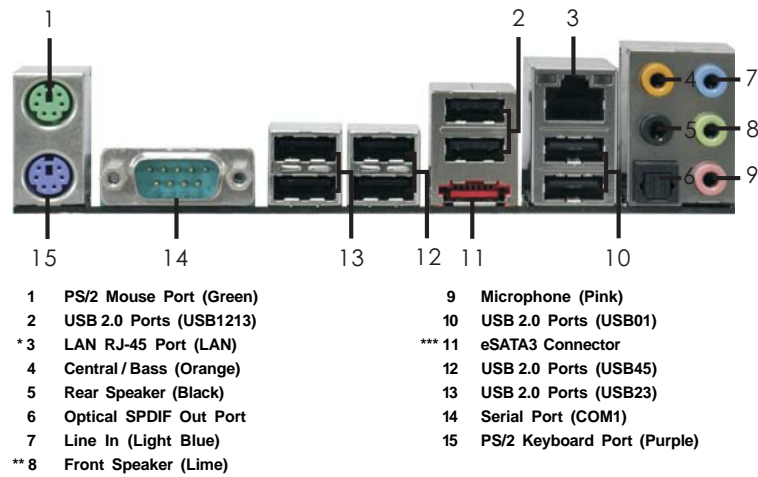 1
2
3
4
7
5
8
6
9
15
14
13
12
11
10
1 PS/2 Mouse Port (Green)
2 USB 2.0 Ports (USB1213)
* 3 LAN RJ-45 Port (LAN)
4 Central / Bass (Orange)
5 Rear Speaker (Black)
6 Optical SPDIF Out Port
7 Line In (Light Blue)
** 8 Front Speaker (Lime)
9 Microphone (Pink)
10 USB 2.0 Ports (USB01)
*** 11 eSATA3 Connector
12 USB 2.0 Ports (USB45)
13 USB 2.0 Ports (USB23)
14 Serial Port (COM1)
15 PS/2 Keyboard Port (Purple)